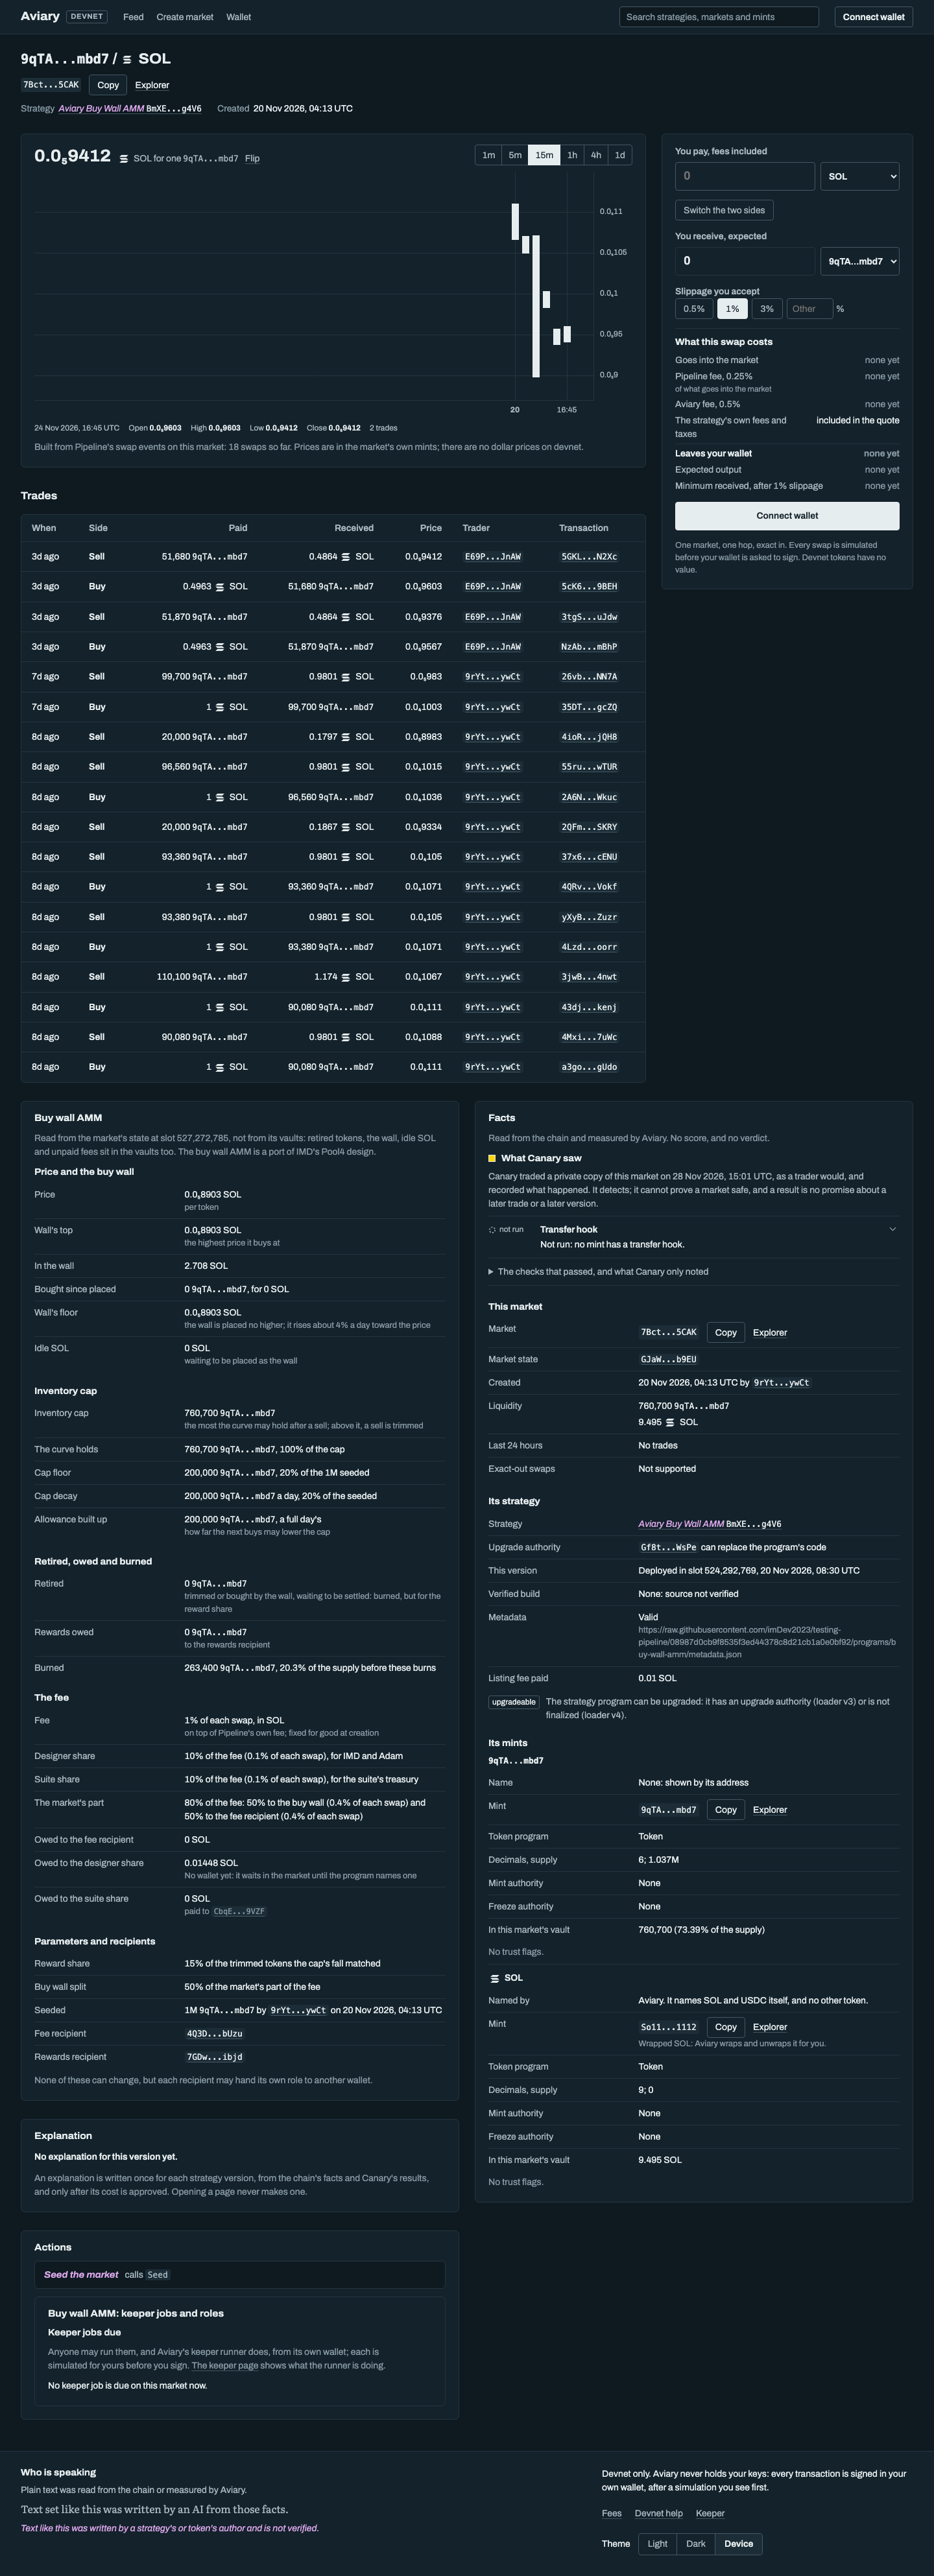 Aviary DEVNET Feed Create market Wallet Search strategies, markets and mints Connect wallet
9qTA...mbd7 / SOL
7Bct...5CAK Copy Explorer
Strategy Aviary Buy Wall AMM BmXE...g4V6 Created 20 Nov 2026, 04:13 UTC
0.0₅9412 SOL for one 9qTA...mbd7 Flip
1m 5m 15m 1h 4h 1d
0.0₄11
0.0₄105
0.0₄1
0.0₅95
0.0₅9
20 16:45
24 Nov 2026, 16:45 UTC Open 0.0₅9603 High 0.0₅9603 Low 0.0₅9412 Close 0.0₅9412 2 trades
Built from Pipeline's swap events on this market: 18 swaps so far. Prices are in the market's own mints; there are no dollar prices on devnet.
You pay, fees included
0 SOL
Switch the two sides
You receive, expected
0 9qTA...mbd7
Slippage you accept
0.5% 1% 3% Other %
What this swap costs
Goes into the market none yet
Pipeline fee, 0.25% none yet
of what goes into the market
Aviary fee, 0.5% none yet
The strategy's own fees and taxes included in the quote
Leaves your wallet none yet
Expected output none yet
Minimum received, after 1% slippage none yet
Connect wallet
One market, one hop, exact in. Every swap is simulated
before your wallet is asked to sign. Devnet tokens have no
value.
Trades
When Side Paid Received Price Trader Transaction
3d ago Sell 51,680 9qTA...mbd7 0.4864 SOL 0.0₅9412 E69P...JnAW 5GKL...N2Xc
3d ago Buy 0.4963 SOL 51,680 9qTA...mbd7 0.0₅9603 E69P...JnAW 5cK6...9BEH
3d ago Sell 51,870 9qTA...mbd7 0.4864 SOL 0.0₅9376 E69P...JnAW 3tgS...uJdw
3d ago Buy 0.4963 SOL 51,870 9qTA...mbd7 0.0₅9567 E69P...JnAW NzAb...mBhP
7d ago Sell 99,700 9qTA...mbd7 0.9801 SOL 0.0₅983 9rYt...ywCt 26vb...NN7A
7d ago Buy 1 SOL 99,700 9qTA...mbd7 0.0₄1003 9rYt...ywCt 35DT...gcZQ
8d ago Sell 20,000 9qTA...mbd7 0.1797 SOL 0.0₅8983 9rYt...ywCt 4ioR...jQH8
8d ago Sell 96,560 9qTA...mbd7 0.9801 SOL 0.0₄1015 9rYt...ywCt 55ru...wTUR
8d ago Buy 1 SOL 96,560 9qTA...mbd7 0.0₄1036 9rYt...ywCt 2A6N...Wkuc
8d ago Sell 20,000 9qTA...mbd7 0.1867 SOL 0.0₅9334 9rYt...ywCt 2QFm...SKRY
8d ago Sell 93,360 9qTA...mbd7 0.9801 SOL 0.0₄105 9rYt...ywCt 37x6...cENU
8d ago Buy 1 SOL 93,360 9qTA...mbd7 0.0₄1071 9rYt...ywCt 4QRv...Vokf
8d ago Sell 93,380 9qTA...mbd7 0.9801 SOL 0.0₄105 9rYt...ywCt yXyB...Zuzr
8d ago Buy 1 SOL 93,380 9qTA...mbd7 0.0₄1071 9rYt...ywCt 4Lzd...oorr
8d ago Sell 110,100 9qTA...mbd7 1.174 SOL 0.0₄1067 9rYt...ywCt 3jwB...4nwt
8d ago Buy 1 SOL 90,080 9qTA...mbd7 0.0₄111 9rYt...ywCt 43dj...kenj
8d ago Sell 90,080 9qTA...mbd7 0.9801 SOL 0.0₄1088 9rYt...ywCt 4Mxi...7uWc
8d ago Buy 1 SOL 90,080 9qTA...mbd7 0.0₄111 9rYt...ywCt a3go...gUdo
Buy wall AMM
Read from the market's state at slot 527,272,785, not from its vaults: retired tokens, the wall, idle SOL
and unpaid fees sit in the vaults too. The buy wall AMM is a port of IMD's Pool4 design.
Price and the buy wall
Price 0.0₅8903 SOL
per token
Wall's top 0.0₅8903 SOL
the highest price it buys at
In the wall 2.708 SOL
Bought since placed 0 9qTA...mbd7, for 0 SOL
Wall's floor 0.0₅8903 SOL
the wall is placed no higher; it rises about 4% a day toward the price
Idle SOL 0 SOL
waiting to be placed as the wall
Inventory cap
Inventory cap 760,700 9qTA...mbd7
the most the curve may hold after a sell; above it, a sell is trimmed
The curve holds 760,700 9qTA...mbd7, 100% of the cap
Cap floor 200,000 9qTA...mbd7, 20% of the 1M seeded
Cap decay 200,000 9qTA...mbd7 a day, 20% of the seeded
Allowance built up 200,000 9qTA...mbd7, a full day's
how far the next buys may lower the cap
Retired, owed and burned
Retired 0 9qTA...mbd7
trimmed or bought by the wall, waiting to be settled: burned, but for the
reward share
Rewards owed 0 9qTA...mbd7
to the rewards recipient
Burned 263,400 9qTA...mbd7, 20.3% of the supply before these burns
The fee
Fee 1% of each swap, in SOL
on top of Pipeline's own fee; fixed for good at creation
Designer share 10% of the fee (0.1% of each swap), for IMD and Adam
Suite share 10% of the fee (0.1% of each swap), for the suite's treasury
The market's part 80% of the fee: 50% to the buy wall (0.4% of each swap) and
50% to the fee recipient (0.4% of each swap)
Owed to the fee recipient 0 SOL
Owed to the designer share 0.01448 SOL
No wallet yet: it waits in the market until the program names one
Owed to the suite share 0 SOL
paid to CbqE...9VZF
Parameters and recipients
Reward share 15% of the trimmed tokens the cap's fall matched
Buy wall split 50% of the market's part of the fee
Seeded 1M 9qTA...mbd7 by 9rYt...ywCt on 20 Nov 2026, 04:13 UTC
Fee recipient 4Q3D...bUzu
Rewards recipient 7GDw...ibjd
None of these can change, but each recipient may hand its own role to another wallet.
Explanation
No explanation for this version yet.
An explanation is written once for each strategy version, from the chain's facts and Canary's results,
and only after its cost is approved. Opening a page never makes one.
Actions
Seed the market calls Seed
Buy wall AMM: keeper jobs and roles
Keeper jobs due
Anyone may run them, and Aviary's keeper runner does, from its own wallet; each is
simulated for yours before you sign. The keeper page shows what the runner is doing.
No keeper job is due on this market now.
Facts
Read from the chain and measured by Aviary. No score, and no verdict.
What Canary saw
Canary traded a private copy of this market on 28 Nov 2026, 15:01 UTC, as a trader would, and
recorded what happened. It detects; it cannot prove a market safe, and a result is no promise about a
later trade or a later version.
not run Transfer hook
Not run: no mint has a transfer hook.
The checks that passed, and what Canary only noted
This market
Market 7Bct...5CAK Copy Explorer
Market state GJaW...b9EU
Created 20 Nov 2026, 04:13 UTC by 9rYt...ywCt
Liquidity 760,700 9qTA...mbd7
9.495 SOL
Last 24 hours No trades
Exact-out swaps Not supported
Its strategy
Strategy Aviary Buy Wall AMM BmXE...g4V6
Upgrade authority Gf8t...WsPe can replace the program's code
This version Deployed in slot 524,292,769, 20 Nov 2026, 08:30 UTC
Verified build None: source not verified
Metadata Valid
https://raw.githubusercontent.com/imDev2023/testing-
pipeline/08987d0cb9f8535f3ed44378c8d21cb1a0e0bf92/programs/b
uy-wall-amm/metadata.json
Listing fee paid 0.01 SOL
upgradeable The strategy program can be upgraded: it has an upgrade authority (loader v3) or is not
finalized (loader v4).
Its mints
9qTA...mbd7
Name None: shown by its address
Mint 9qTA...mbd7 Copy Explorer
Token program Token
Decimals, supply 6; 1.037M
Mint authority None
Freeze authority None
In this market's vault 760,700 (73.39% of the supply)
No trust flags.
SOL
Named by Aviary. It names SOL and USDC itself, and no other token.
Mint So11...1112 Copy Explorer
Wrapped SOL: Aviary wraps and unwraps it for you.
Token program Token
Decimals, supply 9; 0
Mint authority None
Freeze authority None
In this market's vault 9.495 SOL
No trust flags.
Who is speaking
Plain text was read from the chain or measured by Aviary.
Text set like this was written by an AI from those facts.
Text like this was written by a strategy's or token's author and is not verified.
Devnet only. Aviary never holds your keys: every transaction is signed in your
own wallet, after a simulation you see first.
Fees Devnet help Keeper
Theme Light Dark Device